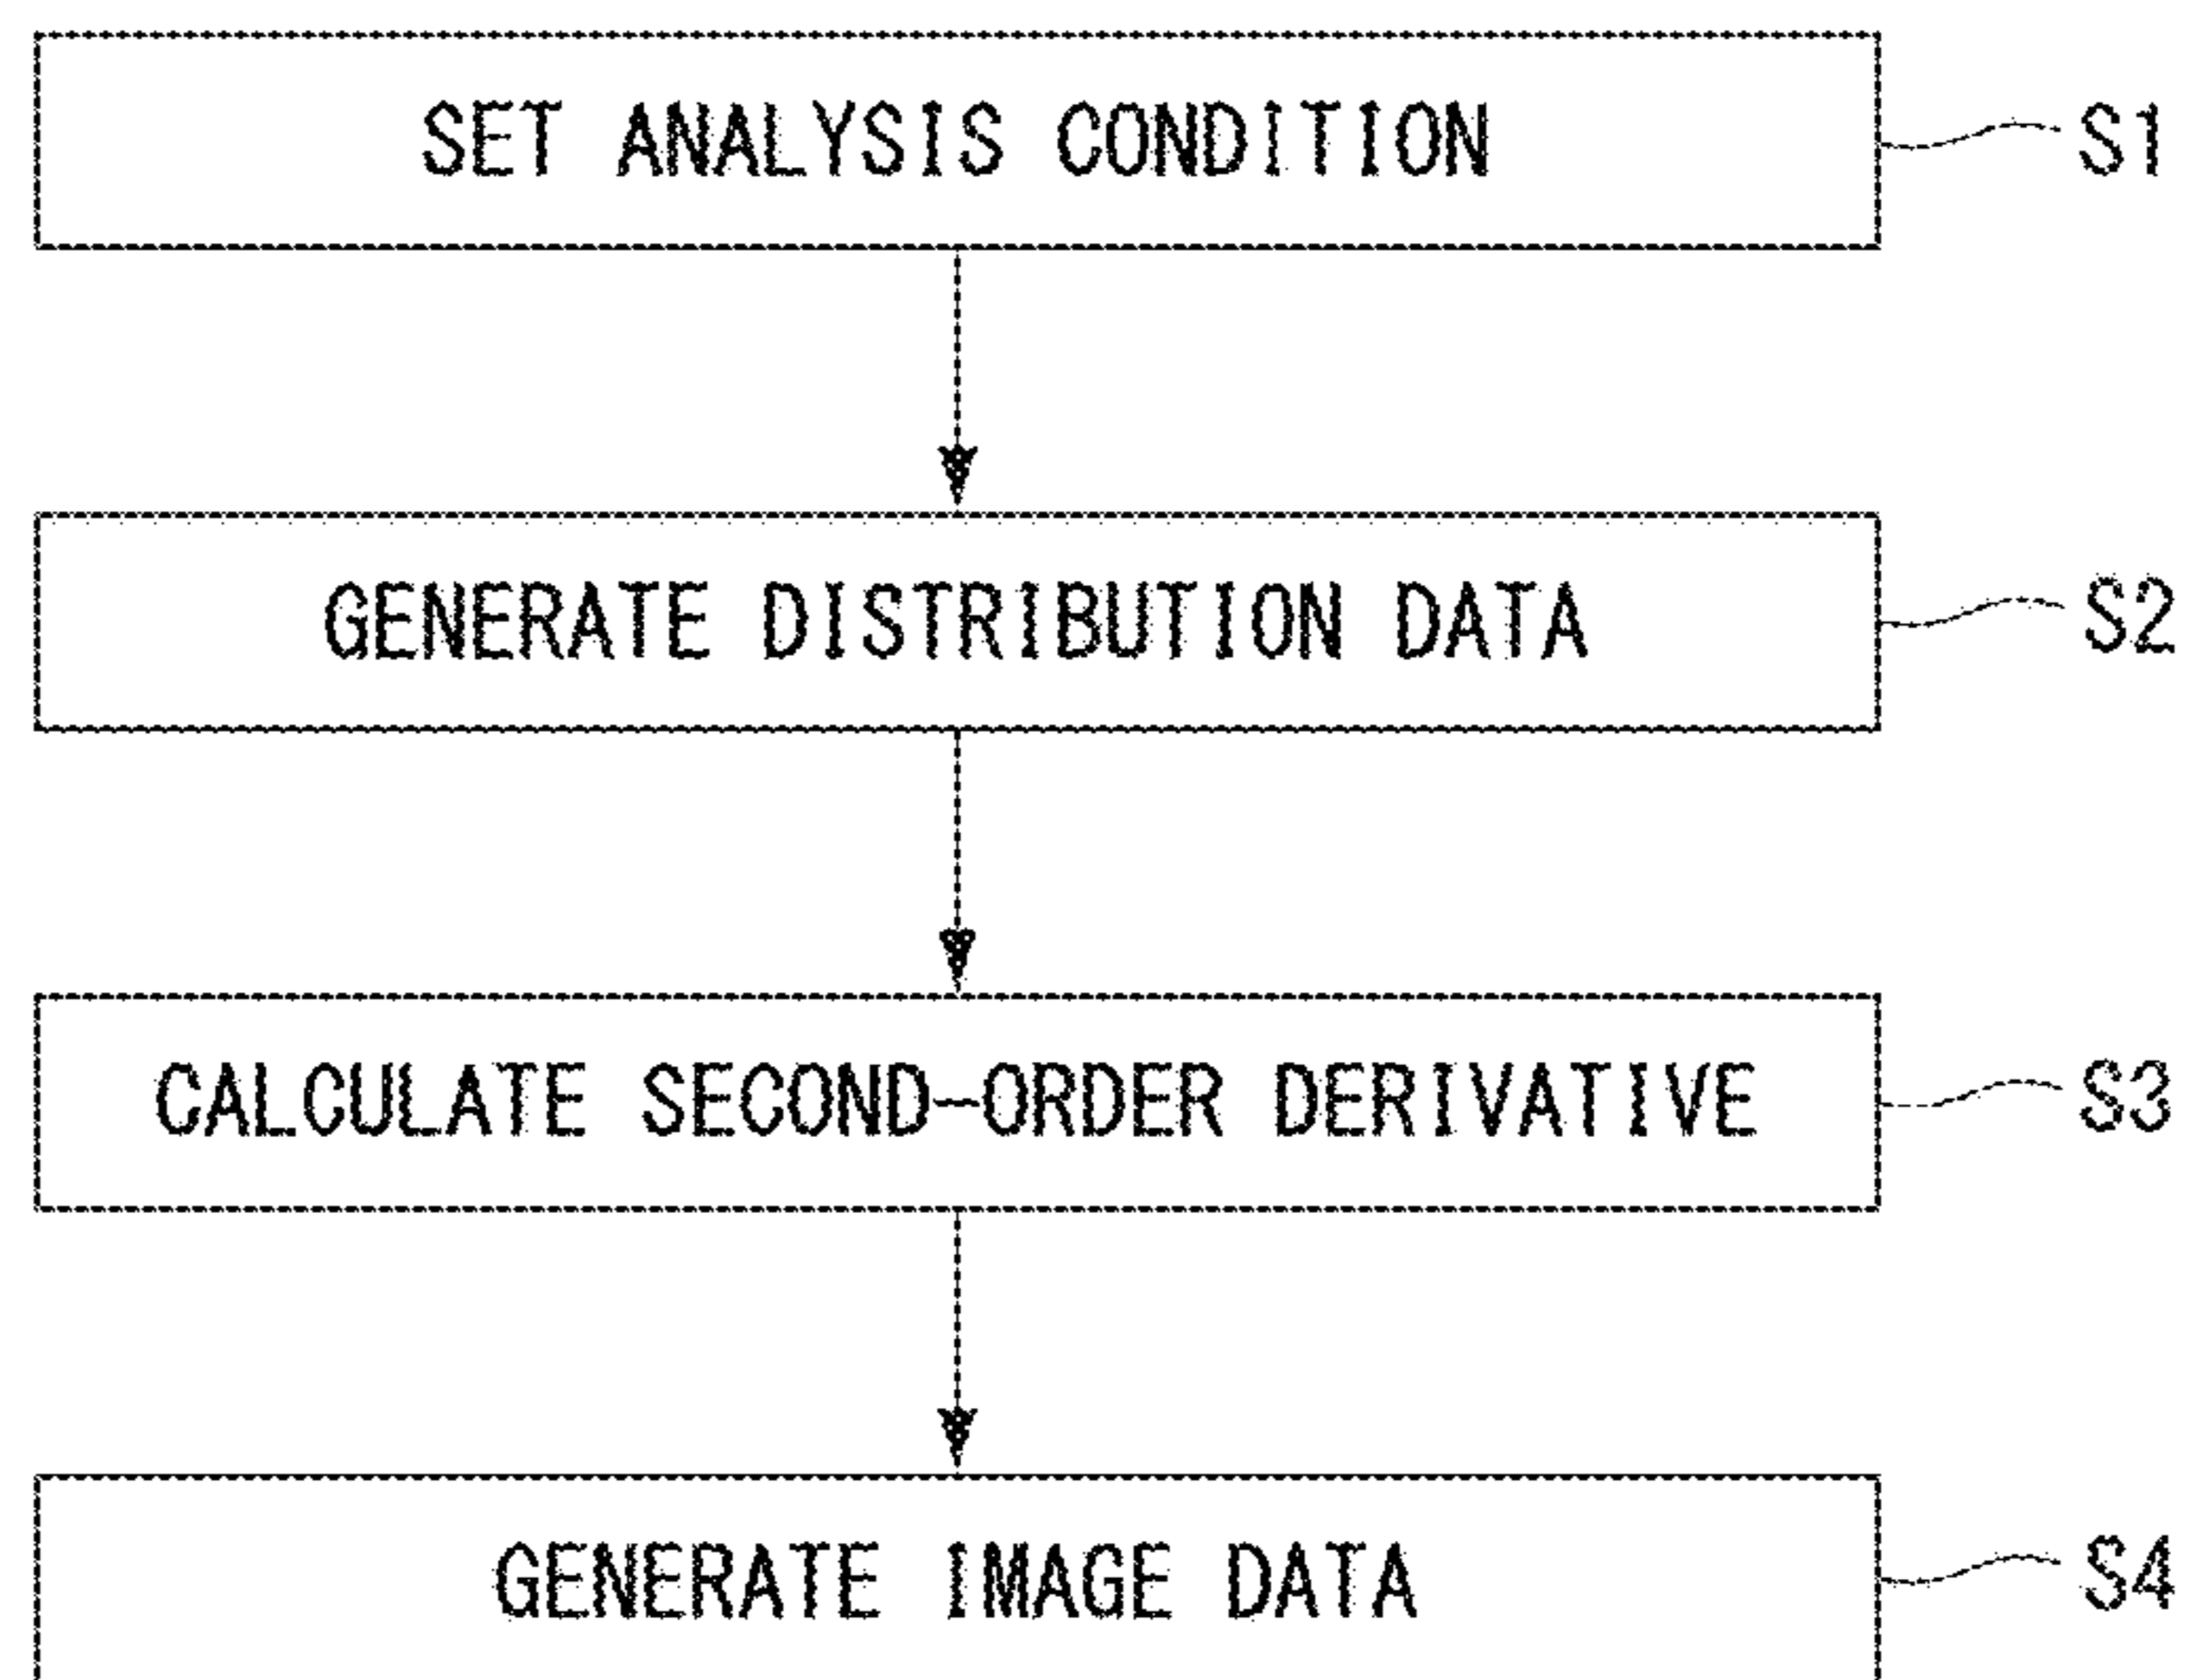 SET ANALYSIS CONDITION S1
GENERATE DISTRIBUTION DATA S2
CALCULATE SECOND-ORDER DERIVATIVE S3
GENERATE IMAGE DATA S4